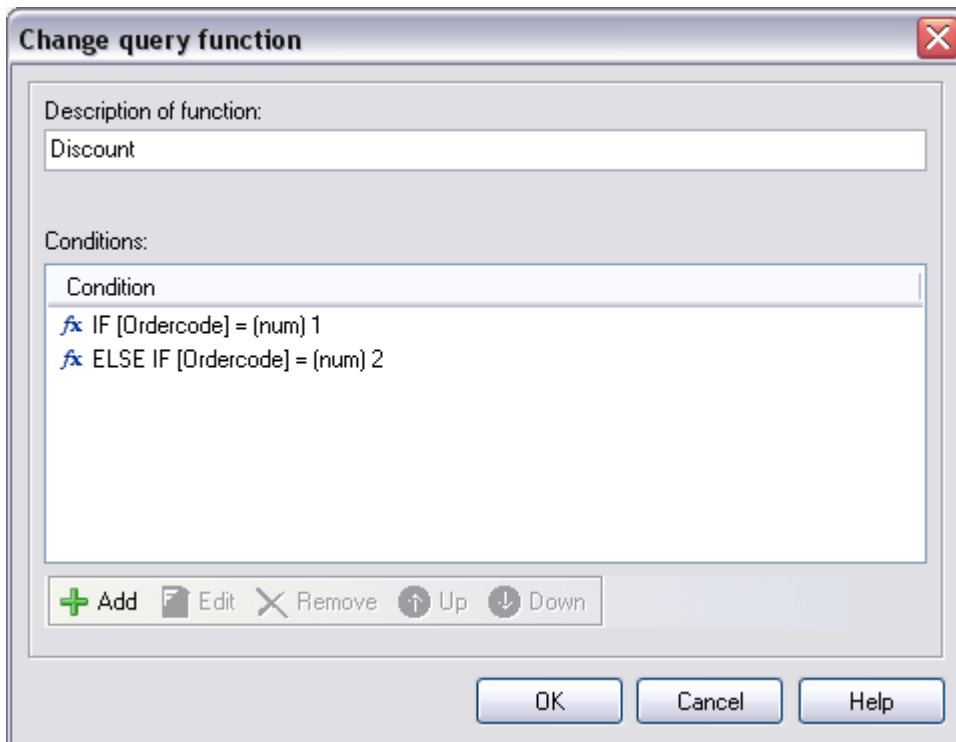 Change query function
Description of function:
Discount
Conditions:
Condition
fx IF [Ordercode] = (num) 1
fx ELSE IF [Ordercode] = (num) 2
Add Edit Remove Up Down
OK Cancel Help